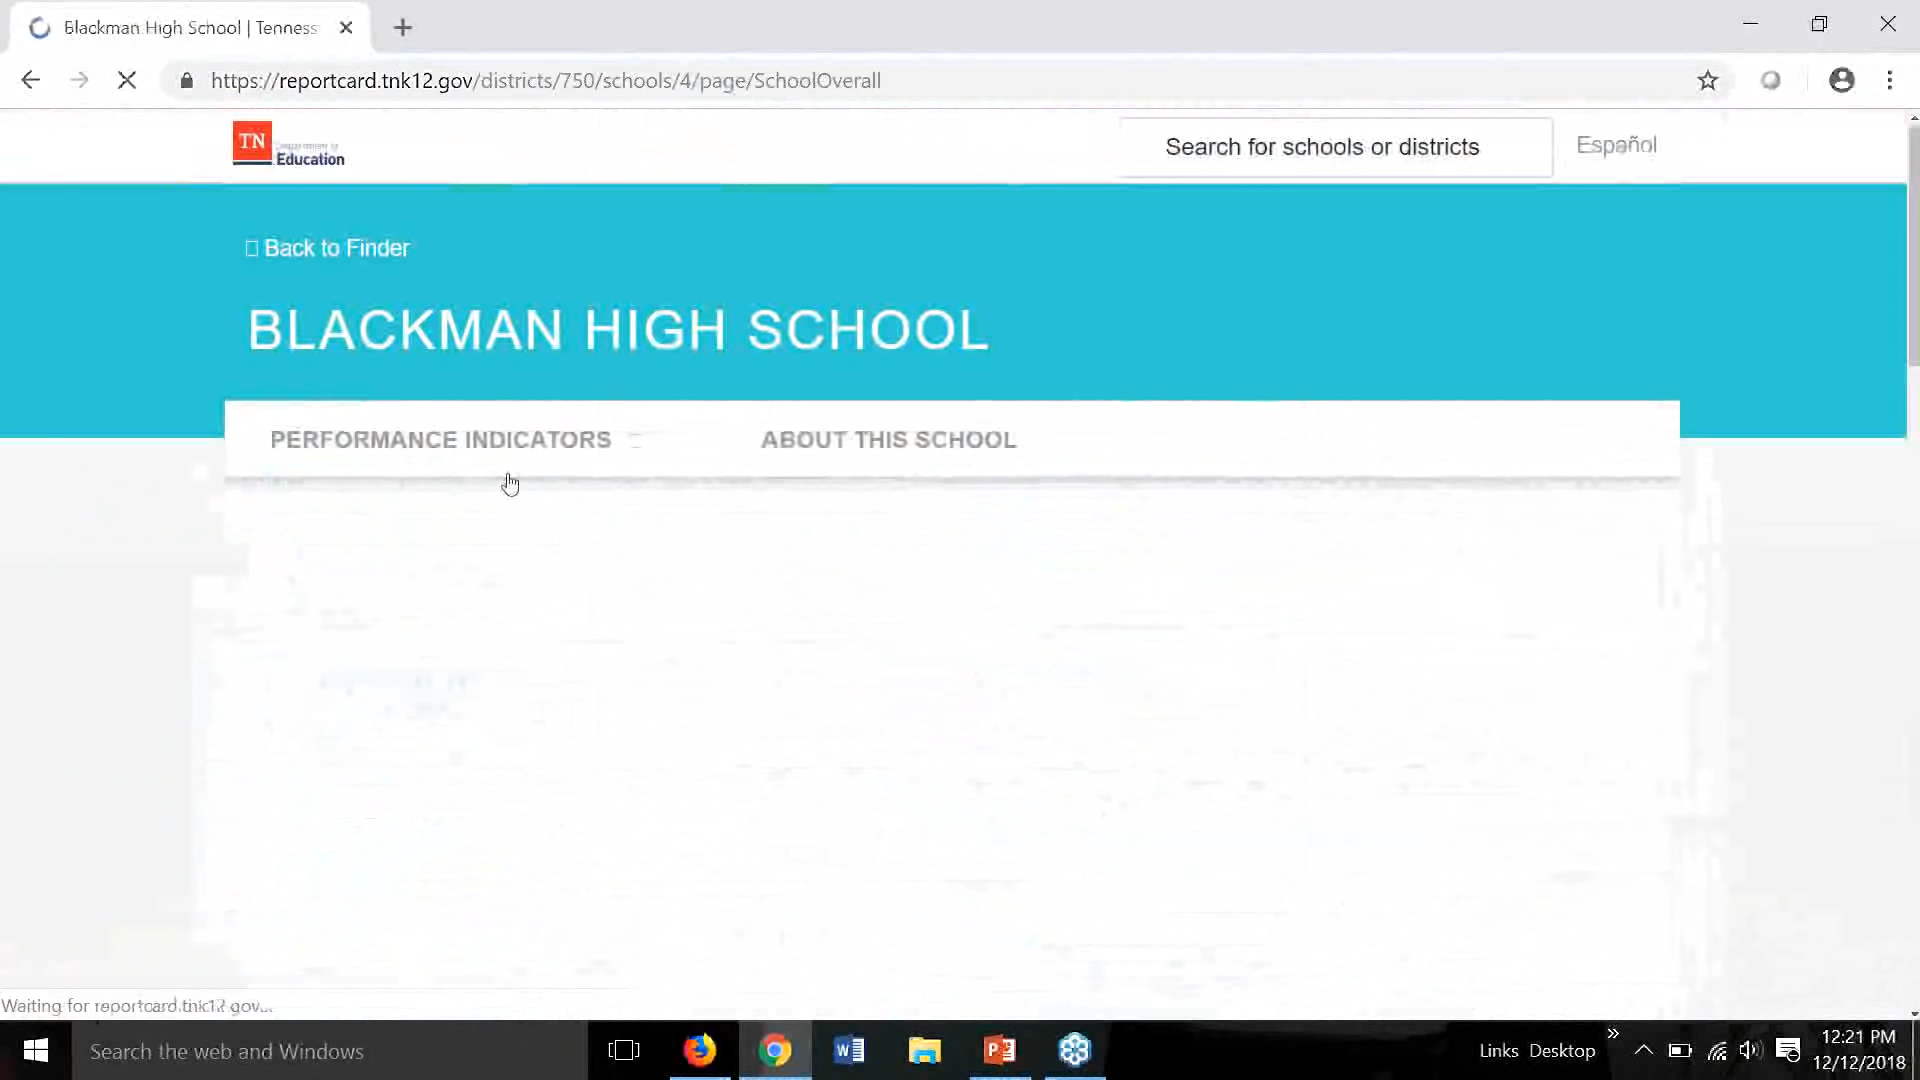 Blackman High School | Tenness
https://reportcard.tnk12.gov/districts/750/schools/4/page/SchoolOverall
TN
Department of
Education
Search for schools or districts
Español
Back to Finder
BLACKMAN HIGH SCHOOL
PERFORMANCE INDICATORS
ABOUT THIS SCHOOL
Waiting for reportcard.tnk12.gov...
Search the web and Windows
Links
Desktop
12:21 PM
12/12/2018